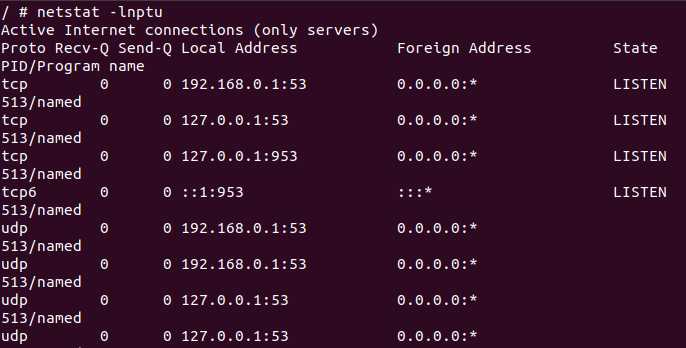 / # netstat -lnptu
Active Internet connections (only servers)
Proto Recv-Q Send-Q Local Address           Foreign Address         State
PID/Program name
tcp        0      0 192.168.0.1:53          0.0.0.0:*               LISTEN
513/named
tcp        0      0 127.0.0.1:53            0.0.0.0:*               LISTEN
513/named
tcp        0      0 127.0.0.1:953           0.0.0.0:*               LISTEN
513/named
tcp6       0      0 ::1:953                 :::*                    LISTEN
513/named
udp        0      0 192.168.0.1:53          0.0.0.0:*
513/named
udp        0      0 192.168.0.1:53          0.0.0.0:*
513/named
udp        0      0 127.0.0.1:53            0.0.0.0:*
513/named
udp        0      0 127.0.0.1:53            0.0.0.0:*